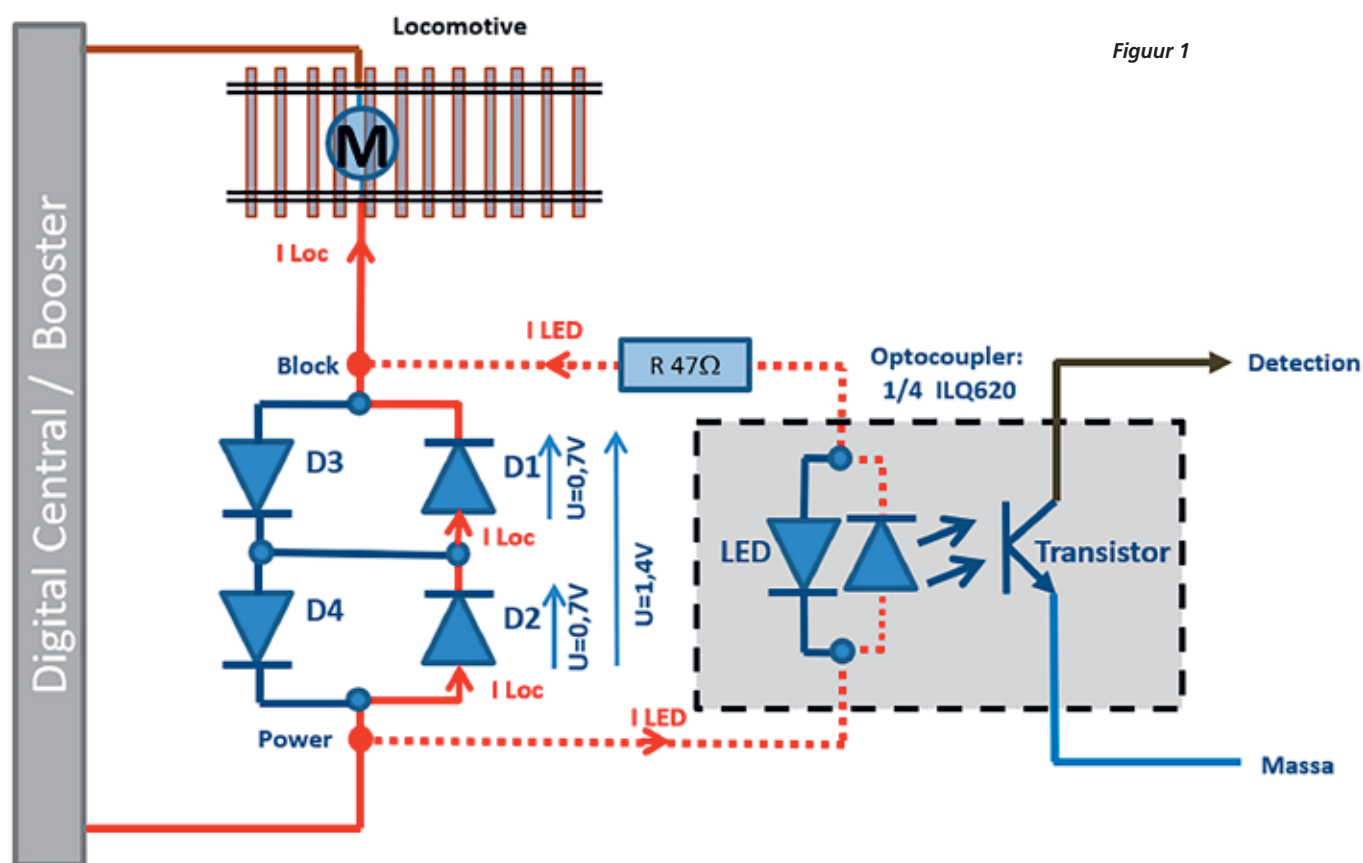 Locomotive
Figuur 1
Digital Central / Booster
M
I Loc
I LED
R 47Ω
Optocoupler:
1/4 ILQ620
Detection
Block
D3
D1
U=0,7V
I Loc
U=1,4V
LED
Transistor
D4
D2
U=0,7V
I Loc
I LED
Power
Massa